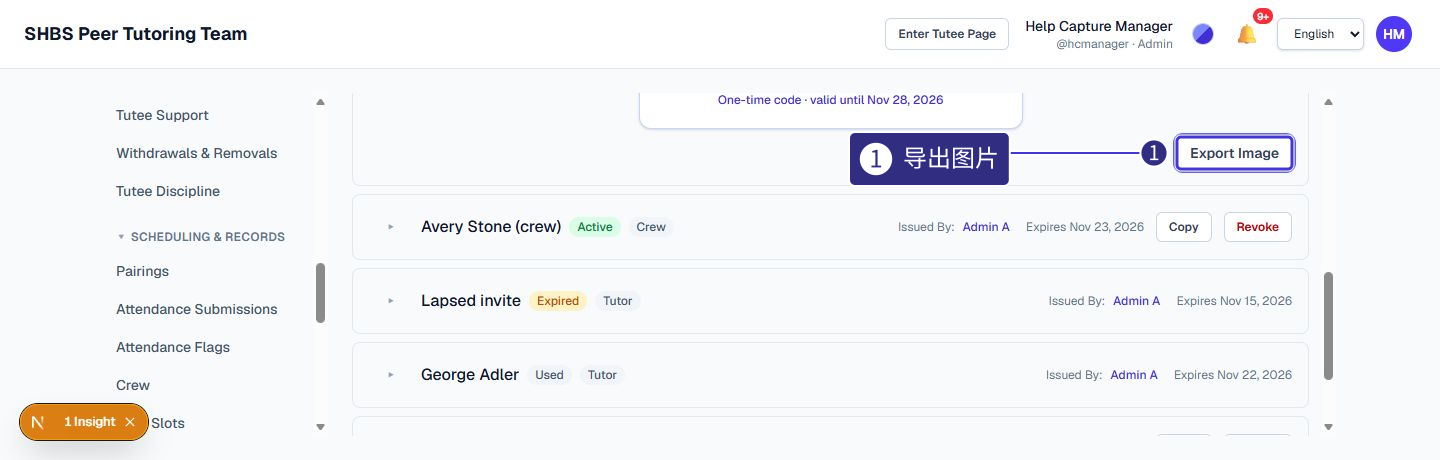 SHBS Peer Tutoring Team
Enter Tutee Page
Help Capture Manager
@hcmanager · Admin
9+
English
HM
Tutee Support
Withdrawals & Removals
Tutee Discipline
SCHEDULING & RECORDS
Pairings
Attendance Submissions
Attendance Flags
Crew
Slots
N 1 Insight
One-time code · valid until Nov 28, 2026
1 导出图片
1
Export Image
Avery Stone (crew) Active Crew Issued By: Admin A Expires Nov 23, 2026 Copy Revoke
Lapsed invite Expired Tutor Issued By: Admin A Expires Nov 15, 2026
George Adler Used Tutor Issued By: Admin A Expires Nov 22, 2026